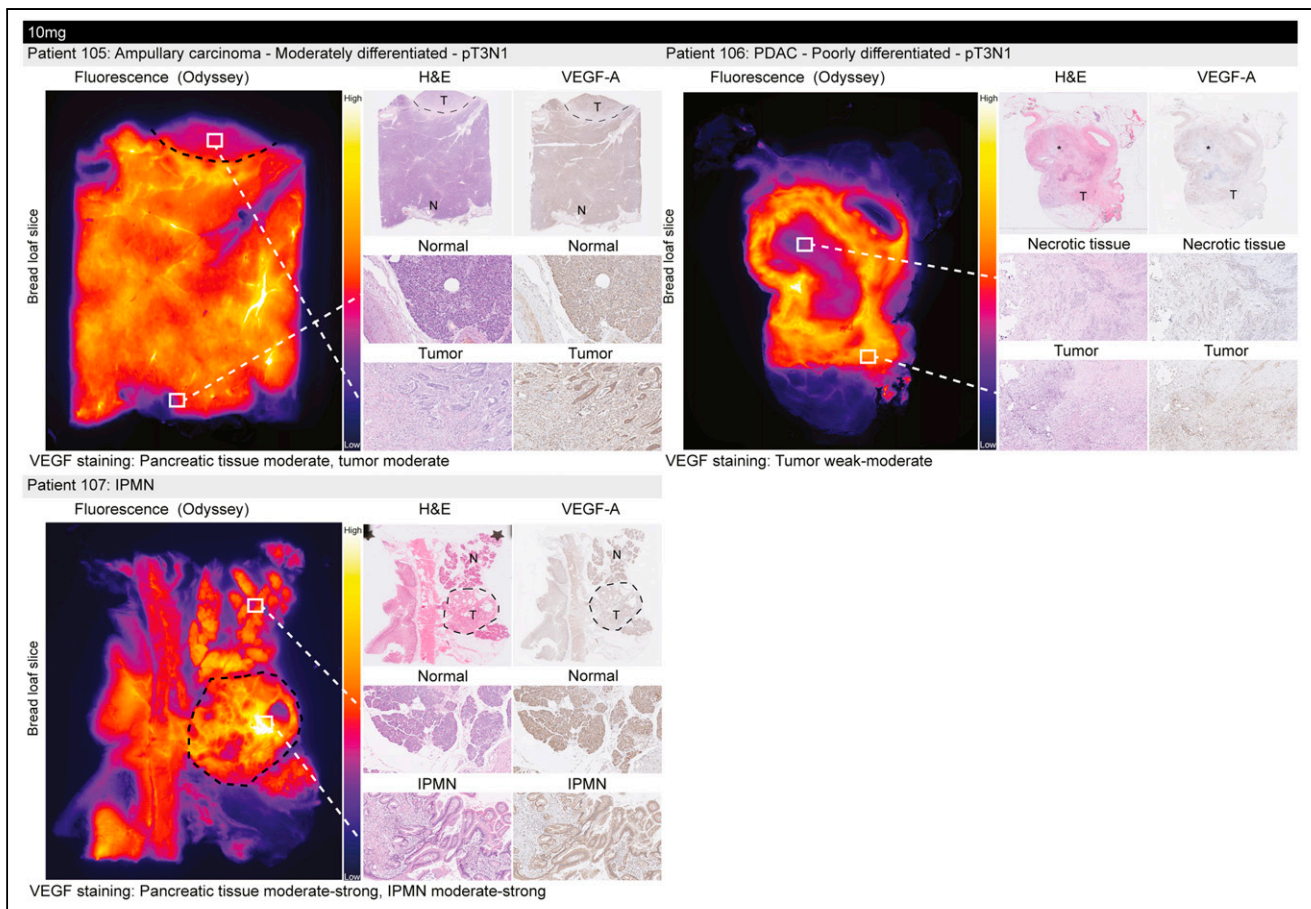 10mg
Patient 105: Ampullary carcinoma - Moderately differentiated - pT3N1
Fluorescence (Odyssey)
H&E
VEGF-A
High
T
T
N
N
Bread loaf slice
Normal
Normal
Tumor
Tumor
Low
VEGF staining: Pancreatic tissue moderate, tumor moderate
Patient 106: PDAC - Poorly differentiated - pT3N1
Fluorescence (Odyssey)
H&E
VEGF-A
High
*
*
T
T
Bread loaf slice
Necrotic tissue
Necrotic tissue
Tumor
Tumor
Low
VEGF staining: Tumor weak-moderate
Patient 107: IPMN
Fluorescence (Odyssey)
H&E
VEGF-A
High
N
N
T
T
Bread loaf slice
Normal
Normal
IPMN
IPMN
Low
VEGF staining: Pancreatic tissue moderate-strong, IPMN moderate-strong